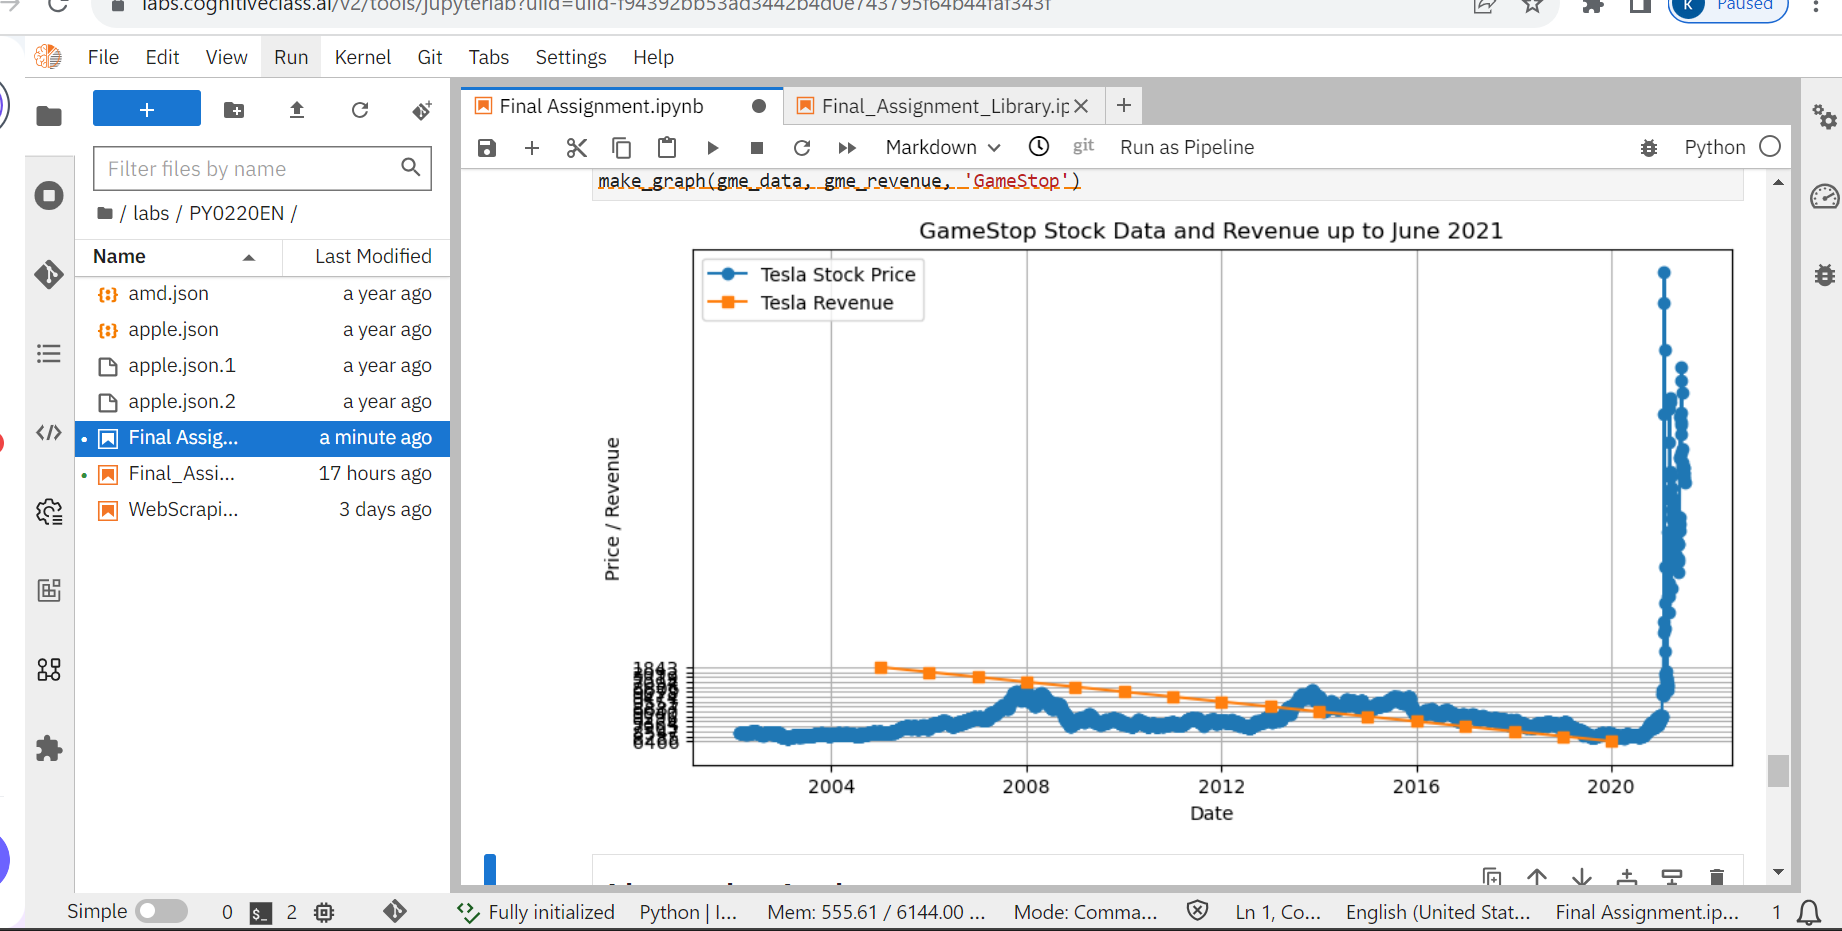 labs.cognitiveclass.ai/v2/tools/jupyterlab?uiid=uiid-f94392bb53ad3442b4d0e743795f64b44faf343f
K Paused
File Edit View Run Kernel Git Tabs Settings Help
+
Final Assignment.ipynb
Final_Assignment_Library.ip
Filter files by name
Markdown
git
Run as Pipeline
Python
/ labs / PY0220EN /
Name Last Modified
amd.json a year ago
apple.json a year ago
apple.json.1 a year ago
apple.json.2 a year ago
Final Assig... a minute ago
Final_Assi... 17 hours ago
WebScrapi... 3 days ago
make_graph(gme_data, gme_revenue, 'GameStop')
GameStop Stock Data and Revenue up to June 2021
Tesla Stock Price
Tesla Revenue
Price / Revenue
1843
2004 2008 2012 2016 2020
Date
Simple 0 $_ 2 Fully initialized Python | I... Mem: 555.61 / 6144.00 ... Mode: Comma... Ln 1, Co... English (United Stat... Final Assignment.ip... 1